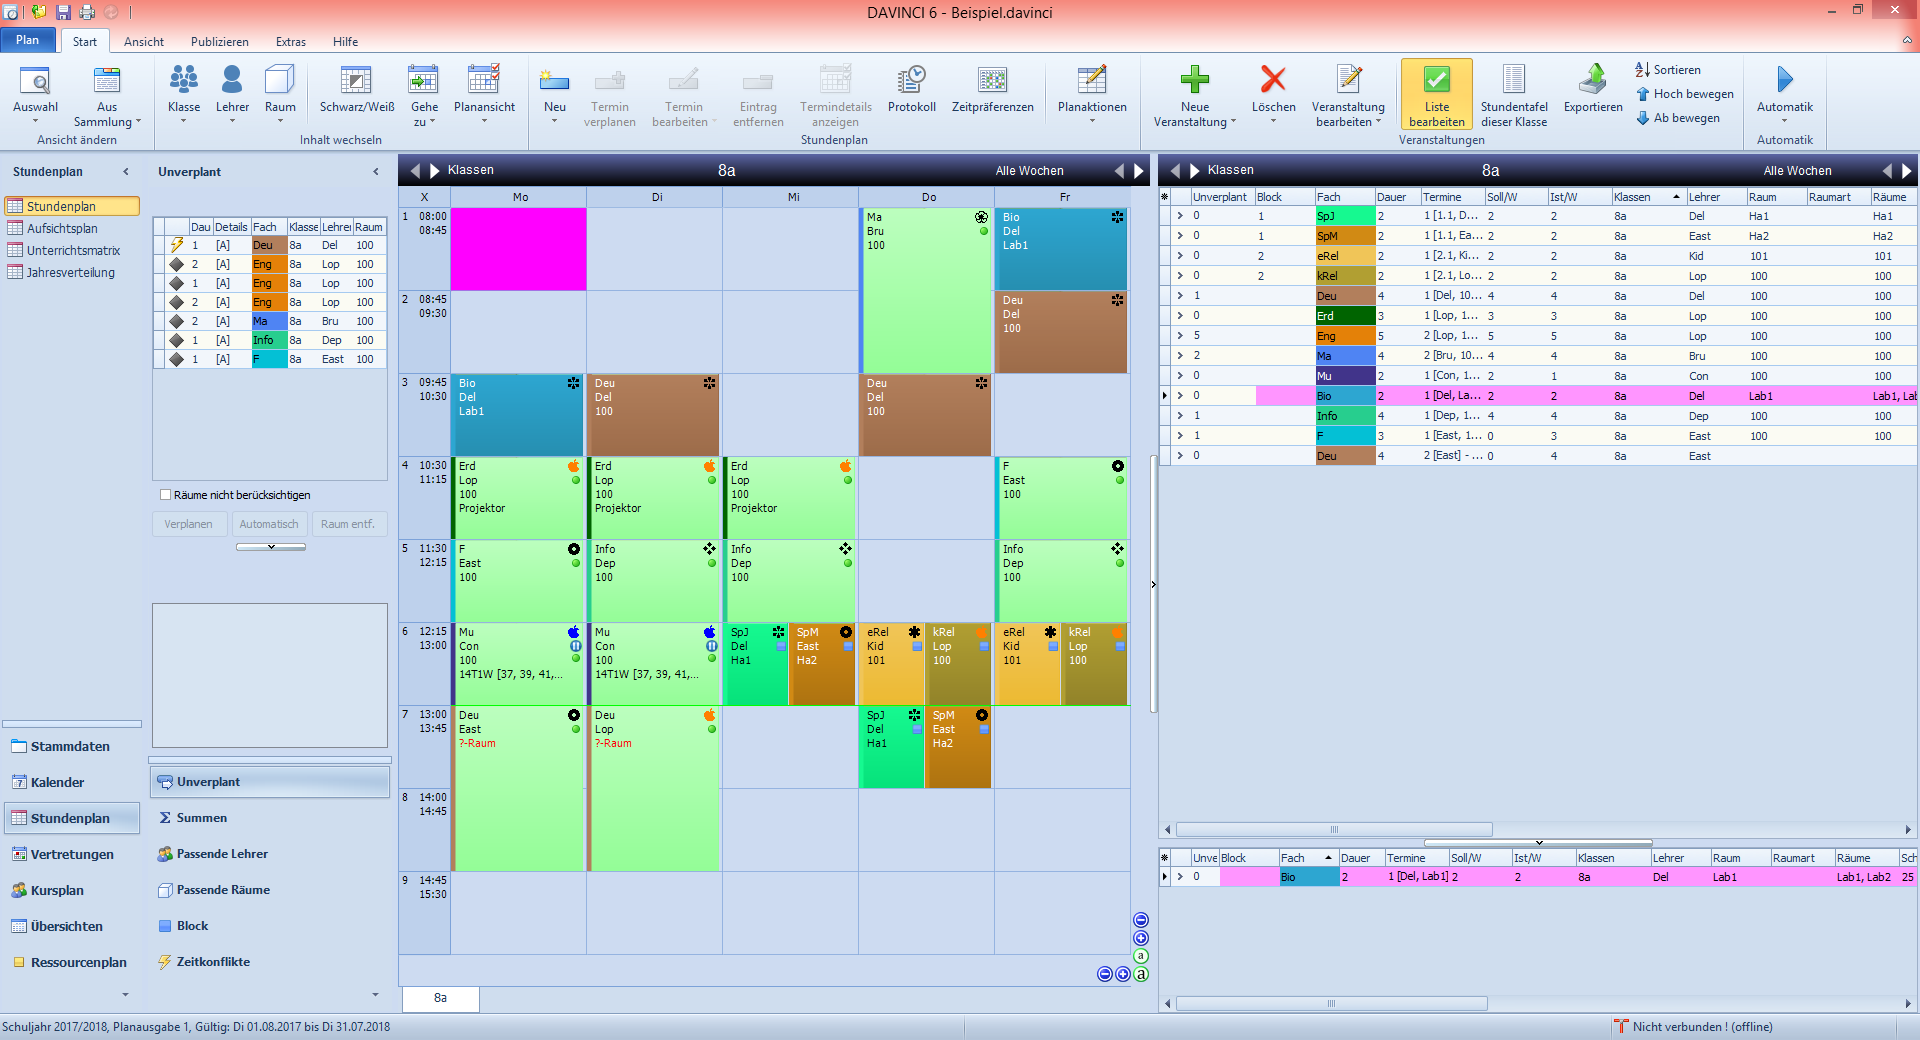 DAVINCI 6 - Beispiel.davinci
Plan Start Ansicht Publizieren Extras Hilfe
Auswahl Aus Sammlung Klasse Lehrer Raum Schwarz/Weiß Gehe zu Planansicht Neu Termin verplanen Termin bearbeiten Eintrag entfernen Termindetails anzeigen Protokoll Zeitpräferenzen Planaktionen Neue Veranstaltung Löschen Veranstaltung bearbeiten Liste bearbeiten Stundentafel dieser Klasse Exportieren Sortieren Hoch bewegen Ab bewegen Automatik
Ansicht ändern Inhalt wechseln Stundenplan Veranstaltungen Automatik
Stundenplan
Stundenplan
Aufsichtsplan
Unterrichtsmatrix
Jahresverteilung
Stammdaten
Kalender
Stundenplan
Vertretungen
Kursplan
Übersichten
Ressourcenplan
Unverplant
Dau Details Fach Klasse Lehrer Raum
1 [A] Deu 8a Del 100
2 [A] Eng 8a Lop 100
1 [A] Eng 8a Lop 100
2 [A] Eng 8a Lop 100
2 [A] Ma 8a Bru 100
1 [A] Info 8a Dep 100
1 [A] F 8a East 100
Räume nicht berücksichtigen
Verplanen Automatisch Raum entf.
Unverplant
Summen
Passende Lehrer
Passende Räume
Block
Zeitkonflikte
Klassen 8a Alle Wochen
X Mo Di Mi Do Fr
1 08:00 08:45
Ma Bru 100
Bio Del Lab1
2 08:45 09:30
Deu Del 100
3 09:45 10:30
Bio Del Lab1
Deu Del 100
Deu Del 100
4 10:30 11:15
Erd Lop 100 Projektor
Erd Lop 100 Projektor
Erd Lop 100 Projektor
F East 100
5 11:30 12:15
F East 100
Info Dep 100
Info Dep 100
Info Dep 100
6 12:15 13:00
Mu Con 100 14T1W [37, 39, 41,...
Mu Con 100 14T1W [37, 39, 41,...
SpJ Del Ha1
SpM East Ha2
eRel Kid 101
kRel Lop 100
eRel Kid 101
kRel Lop 100
7 13:00 13:45
Deu East ?-Raum
Deu Lop ?-Raum
SpJ Del Ha1
SpM East Ha2
8 14:00 14:45
9 14:45 15:30
a
a
8a
Klassen 8a Alle Wochen
Unverplant Block Fach Dauer Termine Soll/W Ist/W Klassen Lehrer Raum Raumart Räume
0 1 SpJ 2 1 [1.1, D... 2 2 8a Del Ha1 Ha1
0 1 SpM 2 1 [1.1, Ea... 2 2 8a East Ha2 Ha2
0 2 eRel 2 1 [2.1, Ki... 2 2 8a Kid 101 101
0 2 kRel 2 1 [2.1, Lo... 2 2 8a Lop 100 100
1 Deu 4 1 [Del, 10... 4 4 8a Del 100 100
0 Erd 3 1 [Lop, 1... 3 3 8a Lop 100 100
5 Eng 5 2 [Lop, 1... 5 5 8a Lop 100 100
2 Ma 4 2 [Bru, 10... 4 4 8a Bru 100 100
0 Mu 2 1 [Con, 1... 2 1 8a Con 100 100
0 Bio 2 1 [Del, La... 2 2 8a Del Lab1 Lab1, Lab
1 Info 4 1 [Dep, 1... 4 4 8a Dep 100 100
1 F 3 1 [East, 1... 0 3 8a East 100 100
0 Deu 4 2 [East] - ... 0 4 8a East
Unve Block Fach Dauer Termine Soll/W Ist/W Klassen Lehrer Raum Raumart Räume Sch
0 Bio 2 1 [Del, Lab1] 2 2 8a Del Lab1 Lab1, Lab2 25
Schuljahr 2017/2018, Planausgabe 1, Gültig: Di 01.08.2017 bis Di 31.07.2018
Nicht verbunden ! (offline)